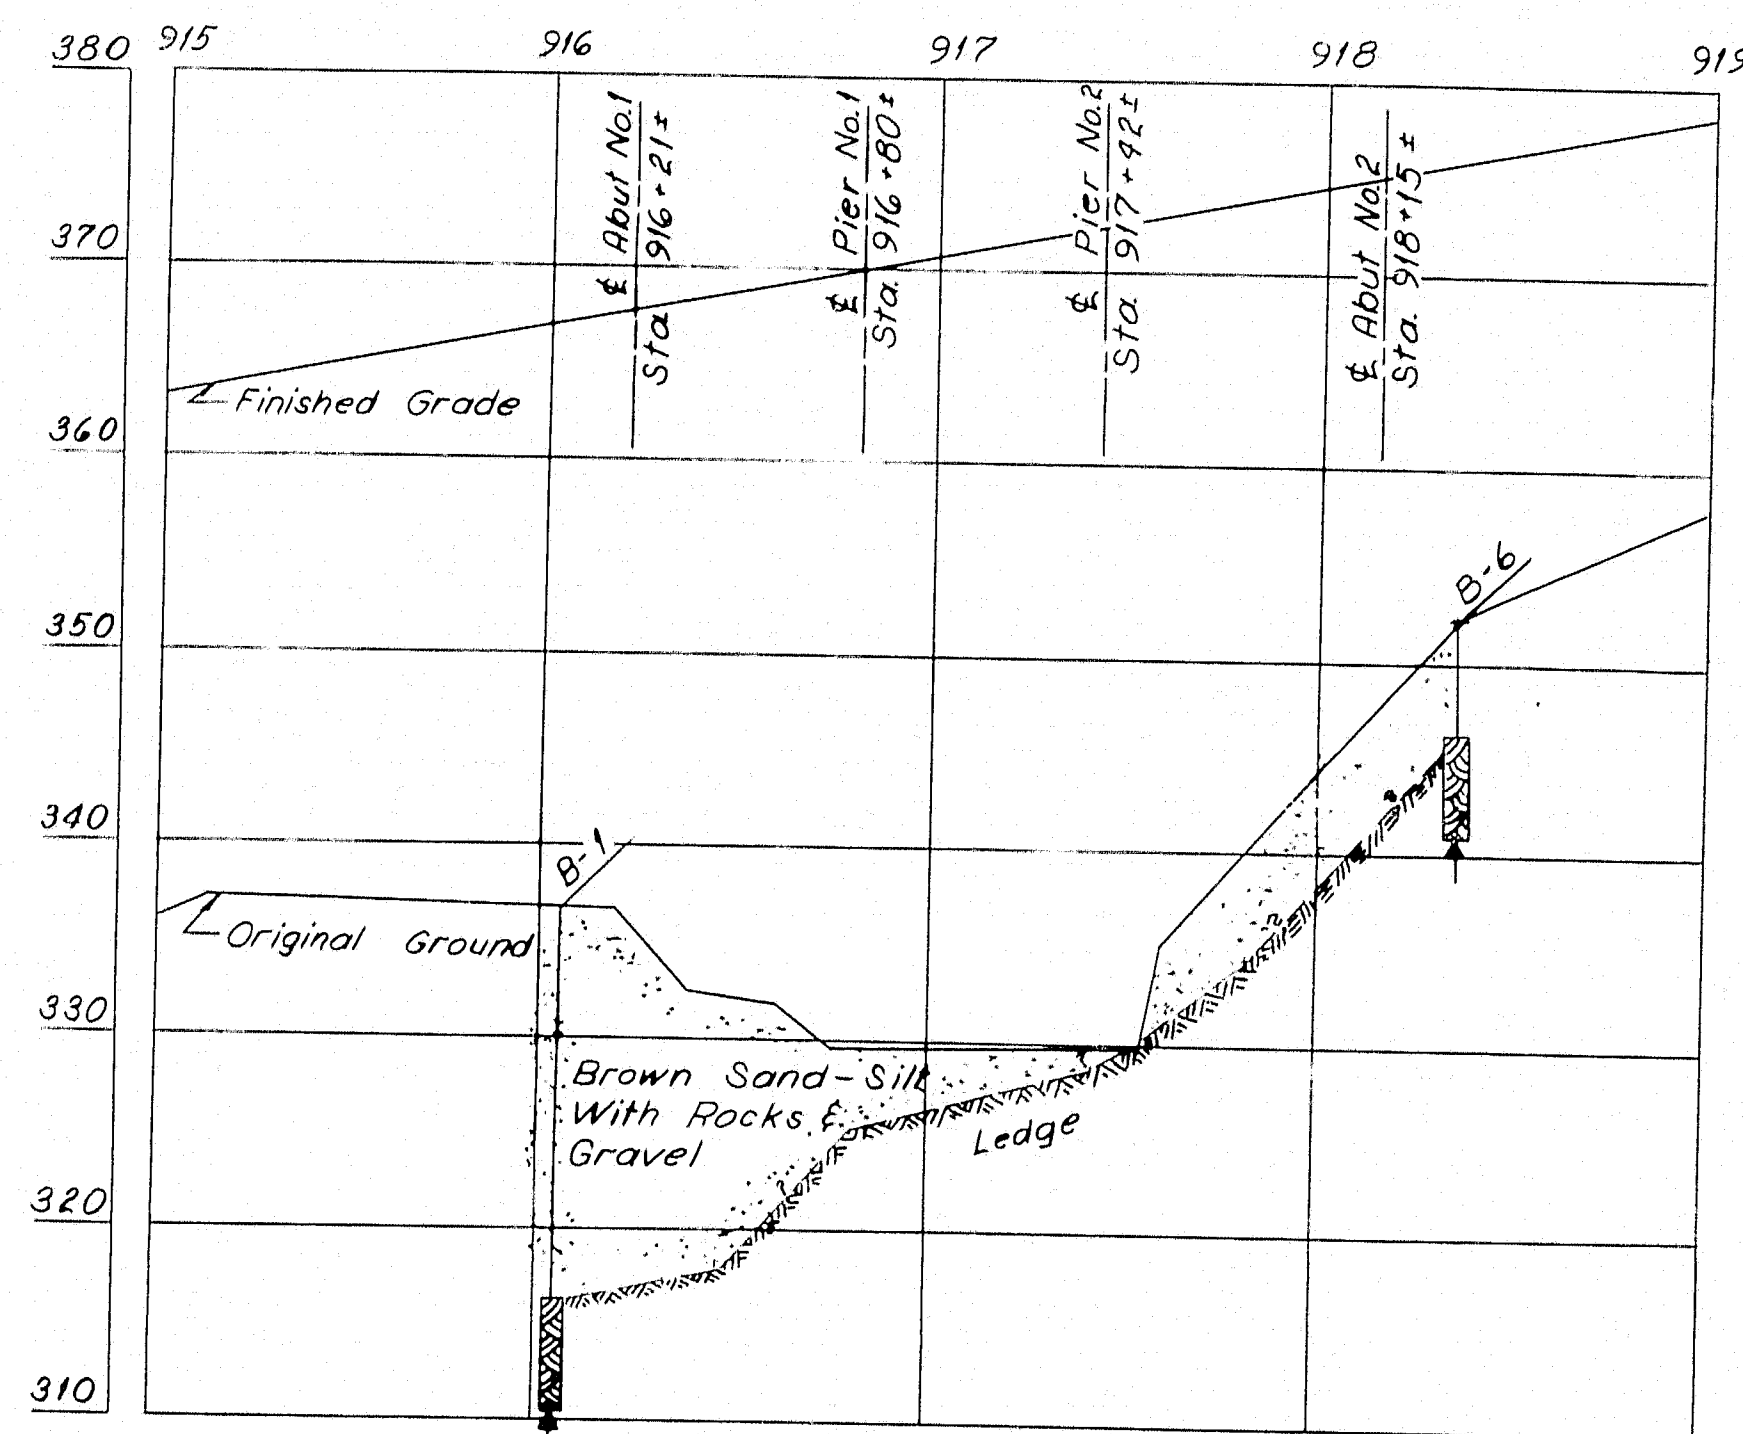 915 916 917 918 919
380
370
360
350
340
330
320
310
℄ Abut No.1
Sta. 916+21±
℄ Pier No.1
Sta. 916+80±
℄ Pier No.2
Sta. 917+42±
℄ Abut No.2
Sta. 918+15±
Finished Grade
B-6
B-1
Original Ground
Brown Sand-Silt
With Rocks &
Gravel
Ledge